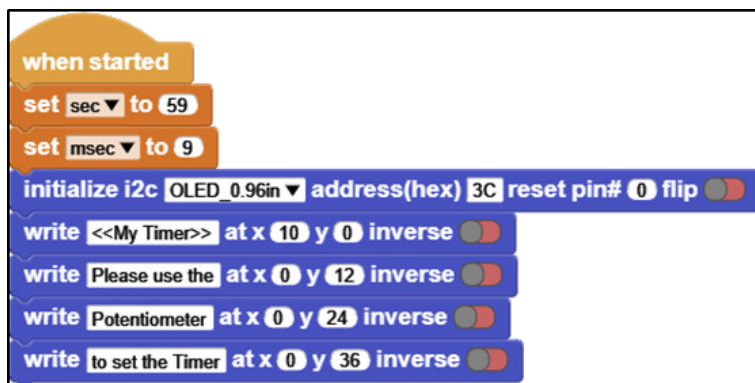 when started
set sec ▼ to 59
set msec ▼ to 9
initialize i2c OLED_0.96in ▼ address(hex) 3C reset pin# 0 flip
write <<My Timer>> at x 10 y 0 inverse
write Please use the at x 0 y 12 inverse
write Potentiometer at x 0 y 24 inverse
write to set the Timer at x 0 y 36 inverse